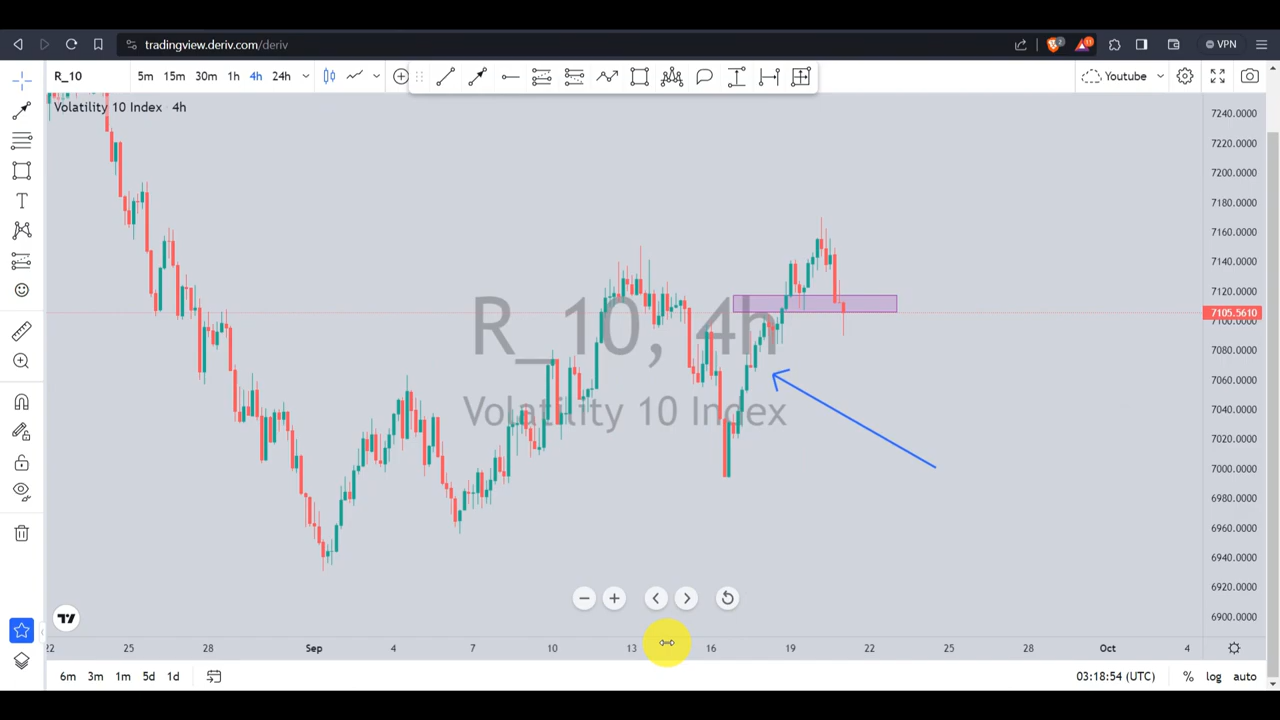 tradingview.deriv.com/deriv
2
11
VPN
R_10
5m 15m 30m 1h 4h 24h
Youtube
Volatility 10 Index 4h
R_10, 4h
Volatility 10 Index
7240.0000
7220.0000
7200.0000
7180.0000
7160.0000
7140.0000
7120.0000
7105.5610
7100.0000
7080.0000
7060.0000
7040.0000
7020.0000
7000.0000
6980.0000
6960.0000
6940.0000
6920.0000
6900.0000
22 25 28 Sep 4 7 10 13 16 19 22 25 28 Oct 4
6m 3m 1m 5d 1d
03:18:54 (UTC) % log auto